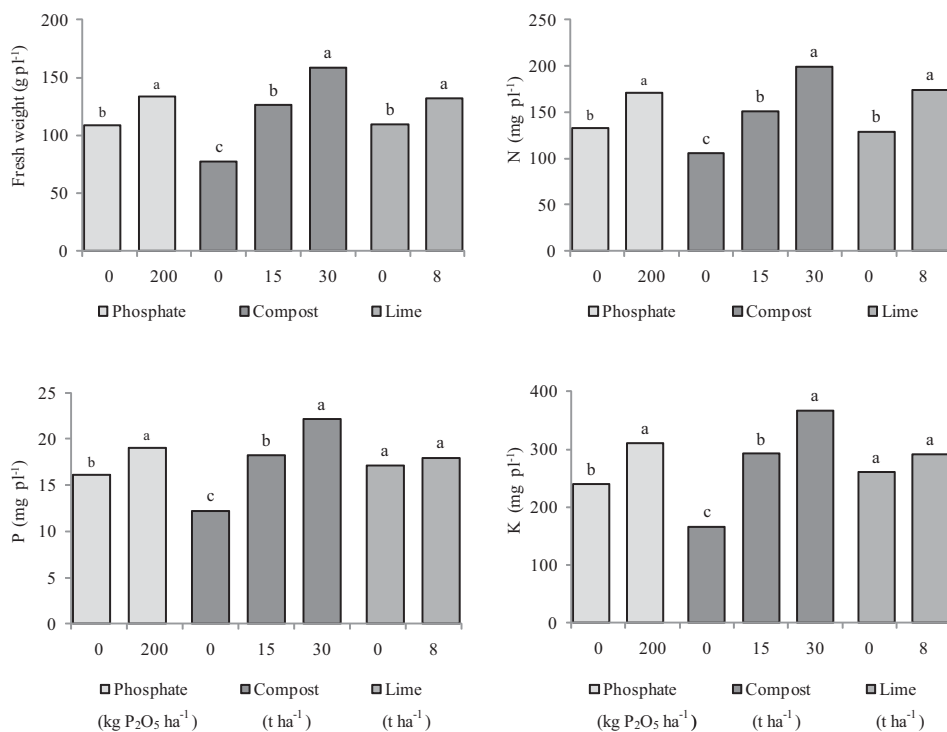 Fresh weight (g pl⁻¹)
200
150
100
50
0
b
a
c
b
a
b
a
0 200 0 15 30 0 8
Phosphate Compost Lime
N (mg pl⁻¹)
250
200
150
100
50
0
b
a
c
b
a
b
a
0 200 0 15 30 0 8
Phosphate Compost Lime
P (mg pl⁻¹)
25
20
15
10
5
0
b
a
c
b
a
a
a
0 200 0 15 30 0 8
Phosphate Compost Lime
(kg P₂O₅ ha⁻¹) (t ha⁻¹) (t ha⁻¹)
K (mg pl⁻¹)
400
300
200
100
0
b
a
c
b
a
a
a
0 200 0 15 30 0 8
Phosphate Compost Lime
(kg P₂O₅ ha⁻¹) (t ha⁻¹) (t ha⁻¹)